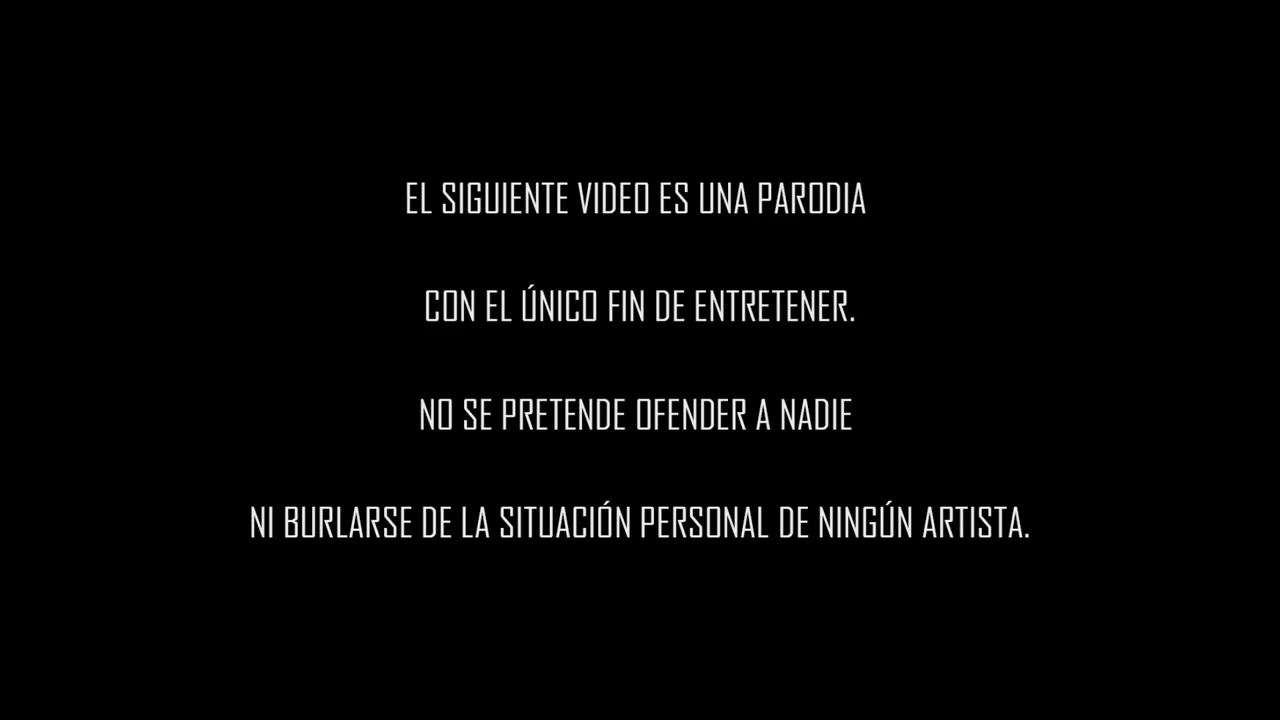 EL SIGUIENTE VIDEO ES UNA PARODIA
CON EL ÚNICO FIN DE ENTRETENER.
NO SE PRETENDE OFENDER A NADIE
NI BURLARSE DE LA SITUACIÓN PERSONAL DE NINGÚN ARTISTA.